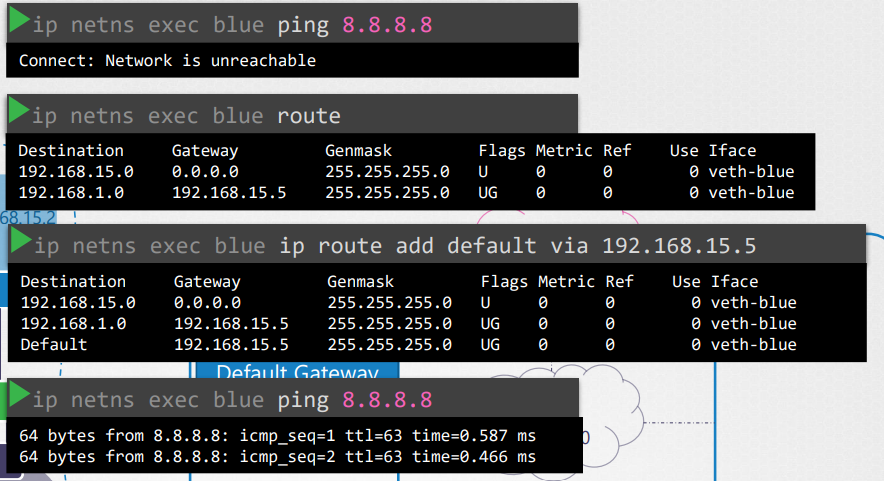 ip netns exec blue ping 8.8.8.8
Connect: Network is unreachable
ip netns exec blue route
Destination Gateway Genmask Flags Metric Ref Use Iface
192.168.15.0 0.0.0.0 255.255.255.0 U 0 0 0 veth-blue
192.168.1.0 192.168.15.5 255.255.255.0 UG 0 0 0 veth-blue
68.15.2
ip netns exec blue ip route add default via 192.168.15.5
Destination Gateway Genmask Flags Metric Ref Use Iface
192.168.15.0 0.0.0.0 255.255.255.0 U 0 0 0 veth-blue
192.168.1.0 192.168.15.5 255.255.255.0 UG 0 0 0 veth-blue
Default 192.168.15.5 255.255.255.0 UG 0 0 0 veth-blue
Default Gateway
ip netns exec blue ping 8.8.8.8
64 bytes from 8.8.8.8: icmp_seq=1 ttl=63 time=0.587 ms
64 bytes from 8.8.8.8: icmp_seq=2 ttl=63 time=0.466 ms